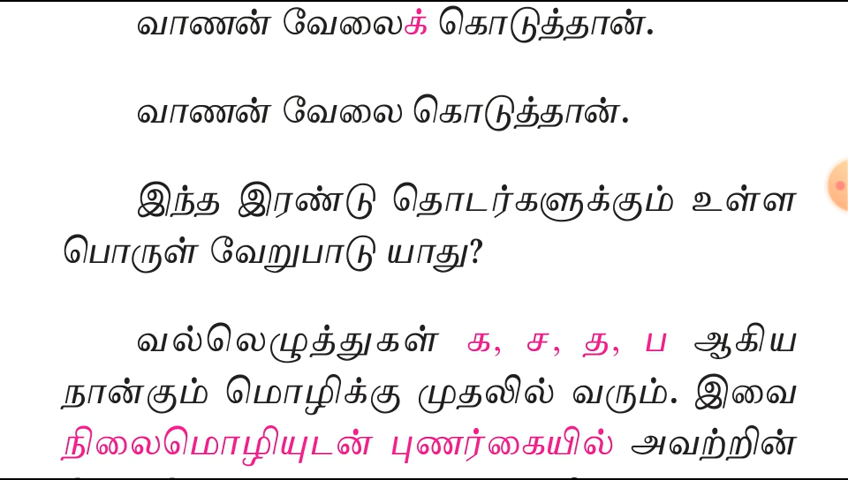 வாணன் வேலைக் கொடுத்தான்.
வாணன் வேலை கொடுத்தான்.
இந்த இரண்டு தொடர்களுக்கும் உள்ள
பொருள் வேறுபாடு யாது?
வல்லெழுத்துகள் க, ச, த, ப ஆகிய
நான்கும் மொழிக்கு முதலில் வரும். இவை
நிலைமொழியுடன் புணர்கையில் அவற்றின்